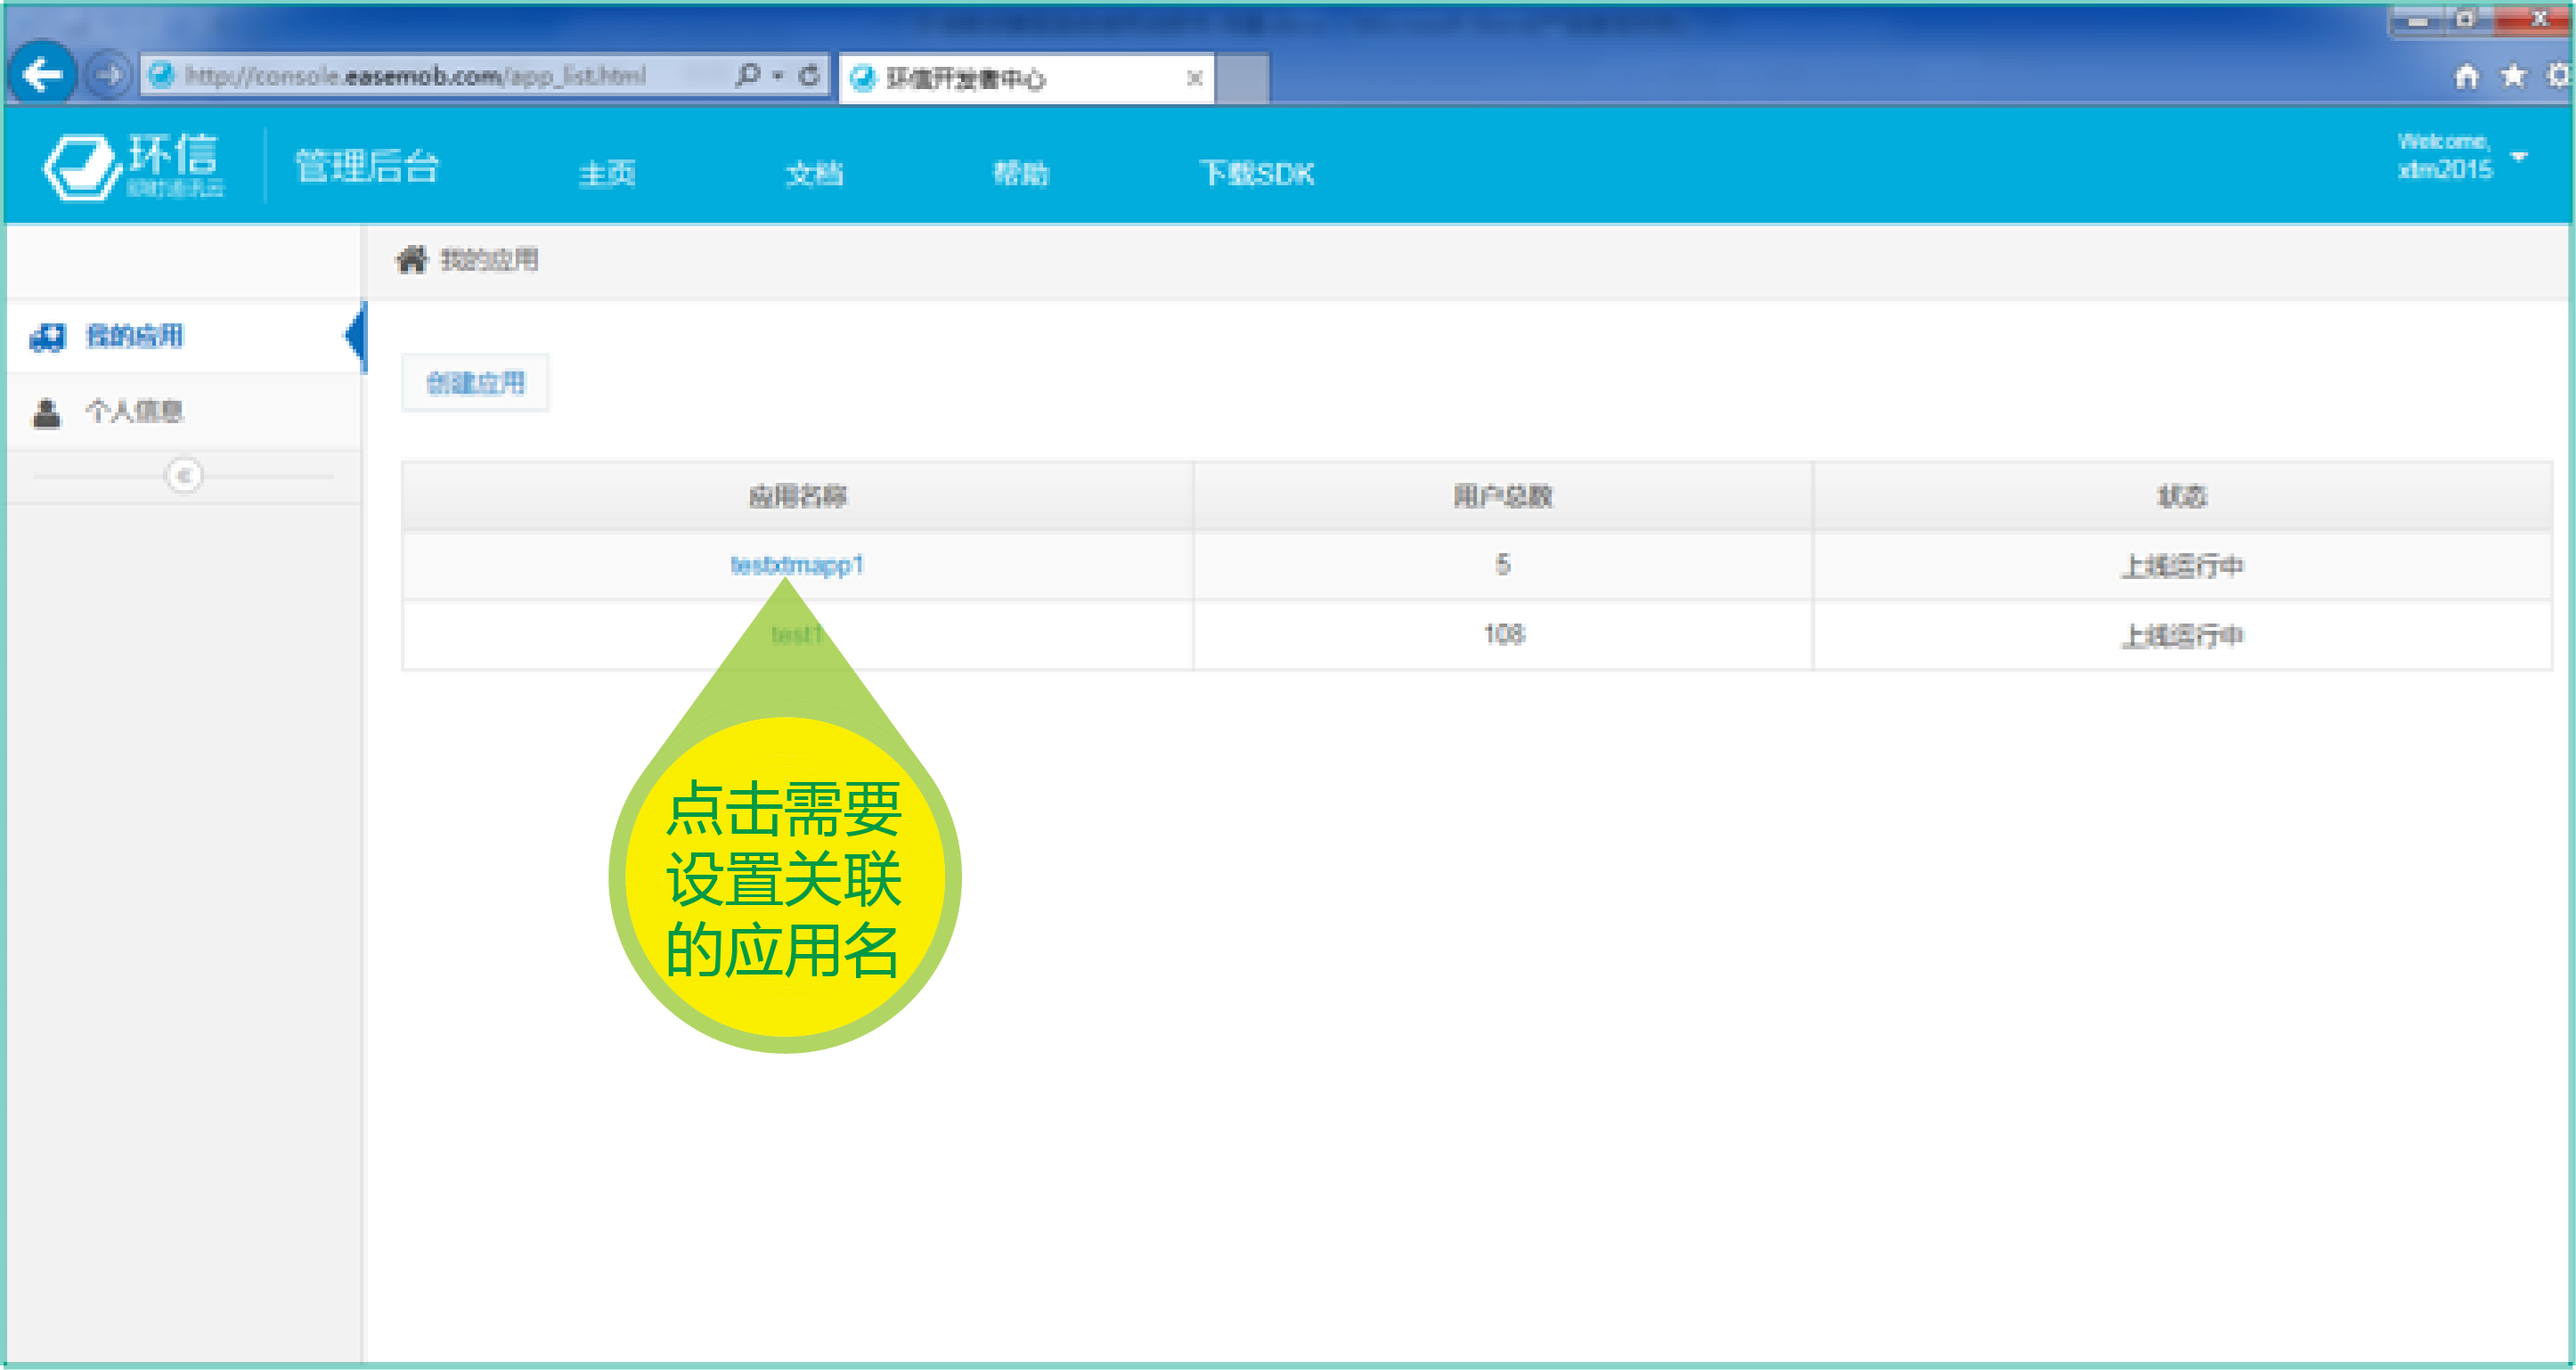 http://console.easemob.com/app_list.html
环信开发者中心
环信
即时通讯云
管理后台
主页
文档
帮助
下载SDK
Welcome,
xtm2015
我的应用
我的应用
个人信息
创建应用
应用名称 用户总数 状态
testxtmapp1 5 上线运行中
test1 108 上线运行中
点击需要
设置关联
的应用名